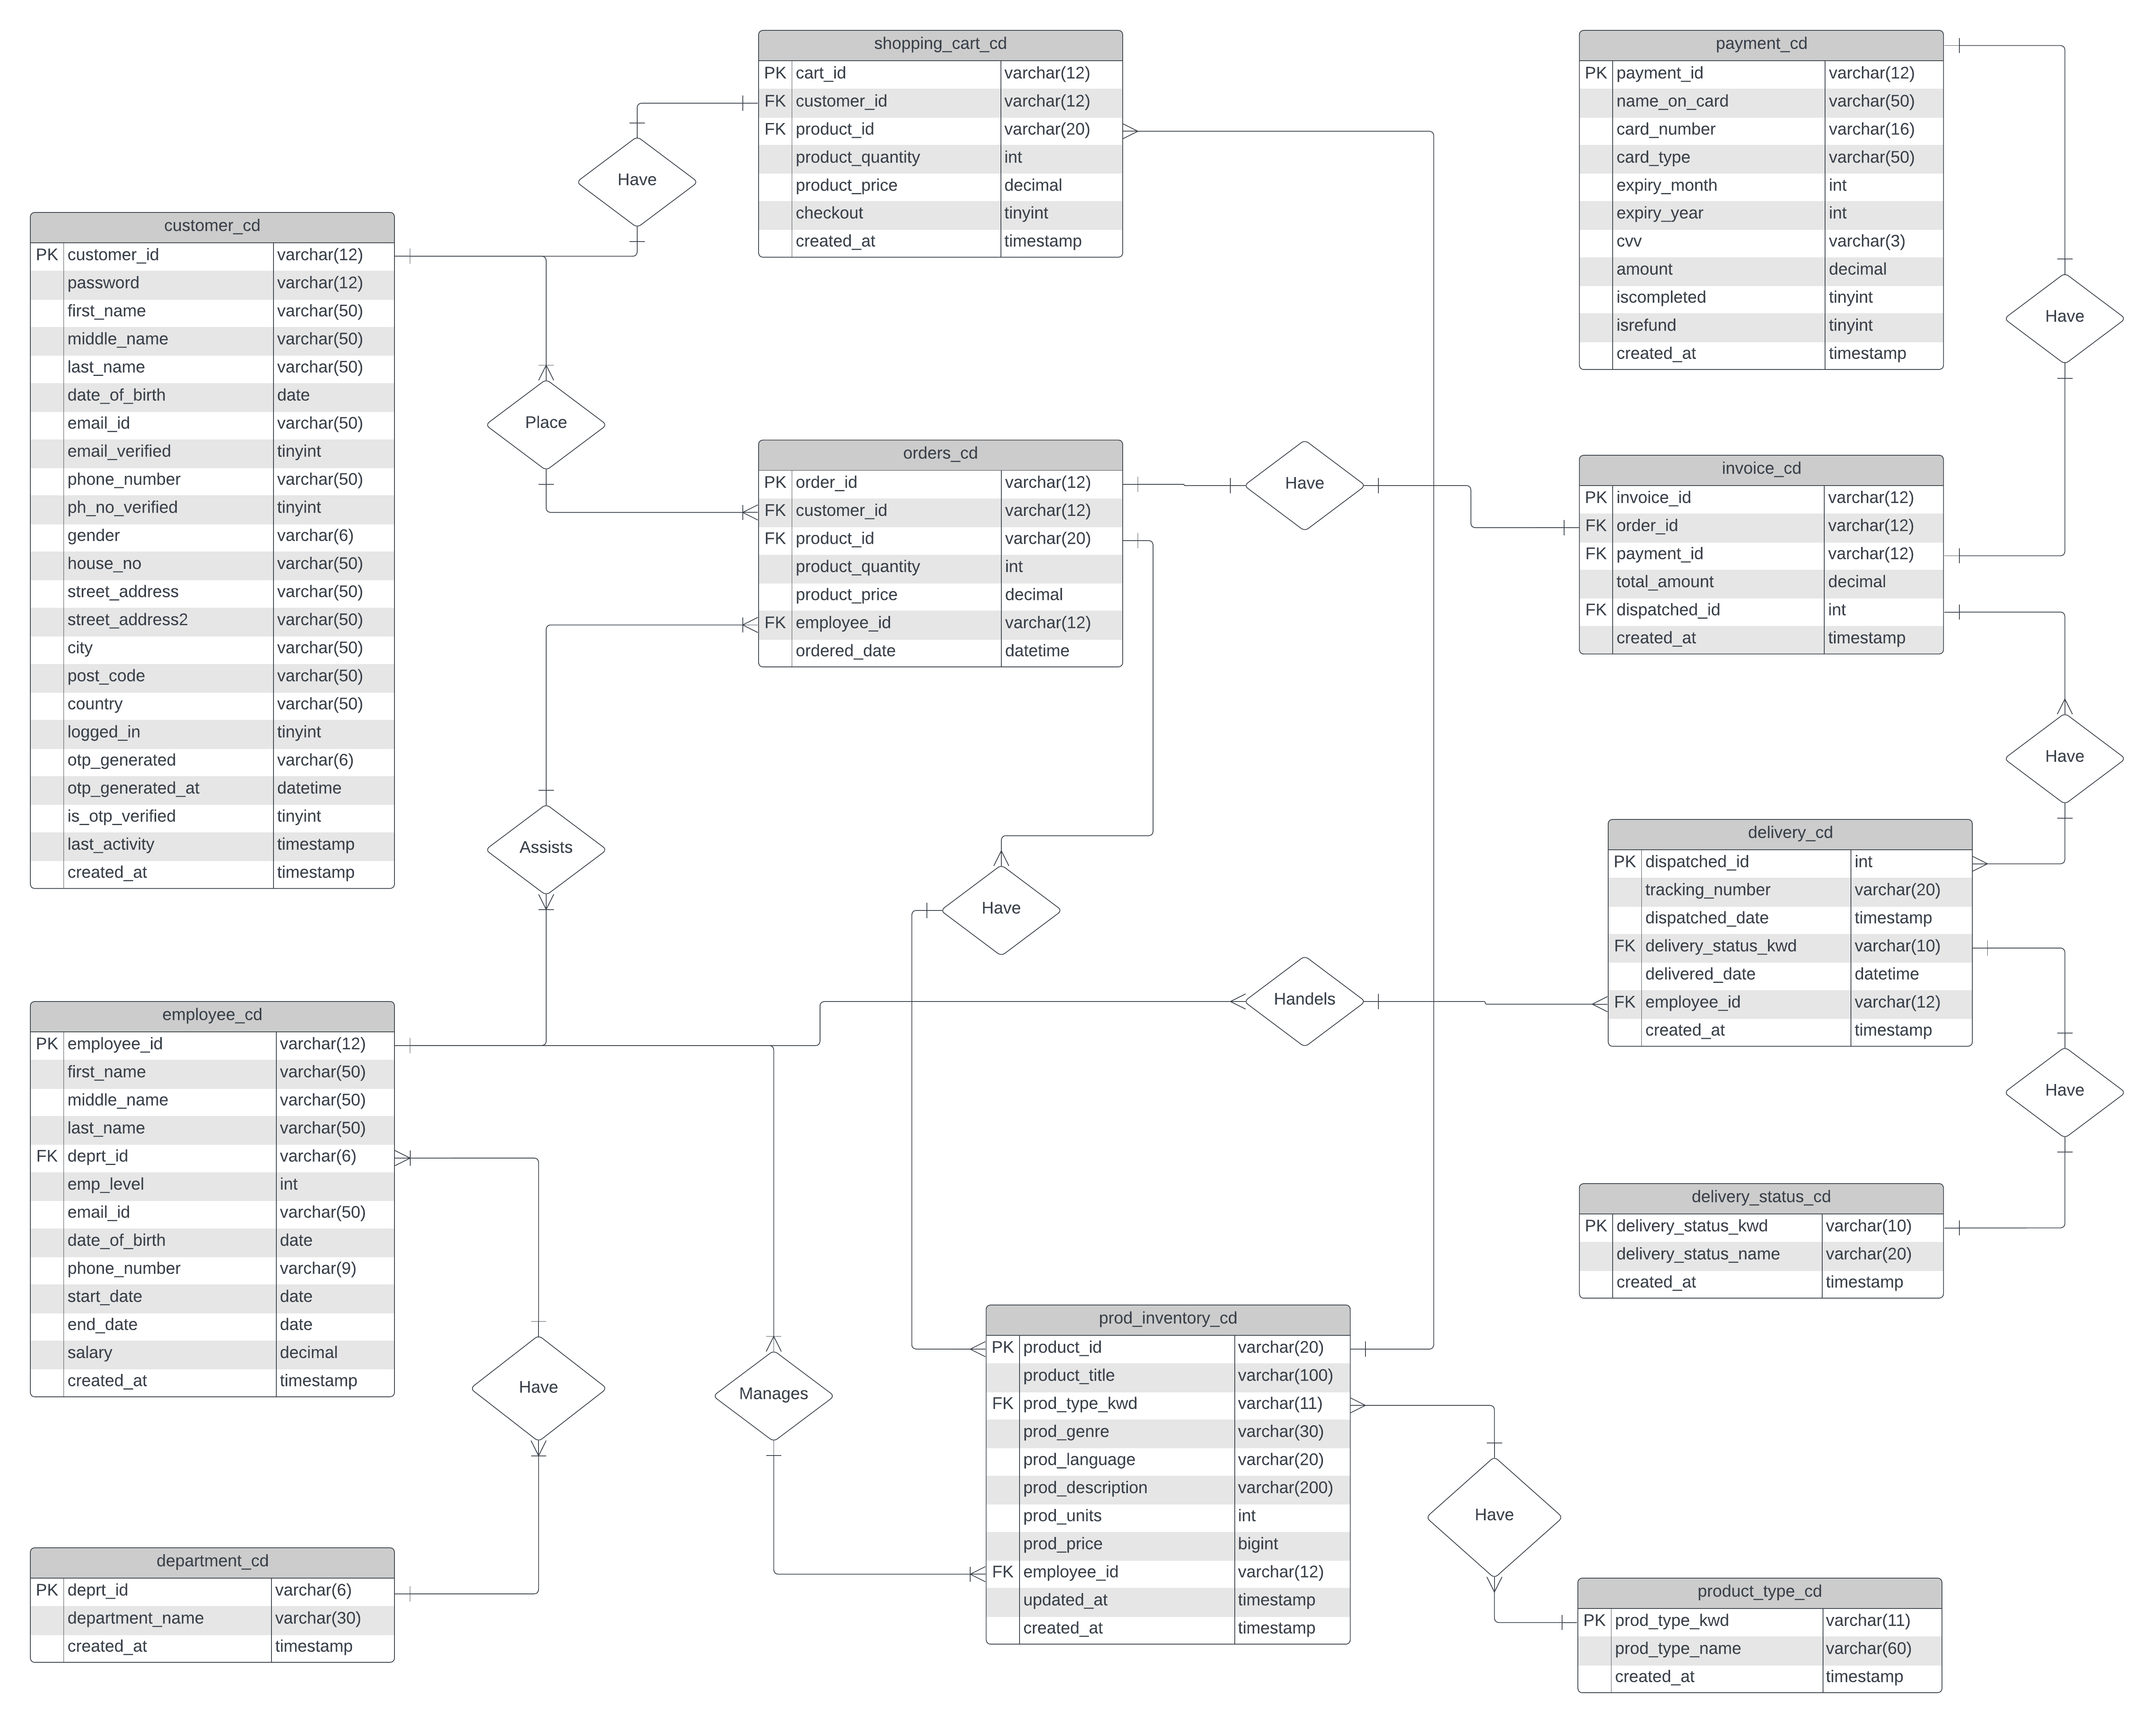 shopping_cart_cd
PK cart_id varchar(12)
FK customer_id varchar(12)
FK product_id varchar(20)
product_quantity int
product_price decimal
checkout tinyint
created_at timestamp
payment_cd
PK payment_id varchar(12)
name_on_card varchar(50)
card_number varchar(16)
card_type varchar(50)
expiry_month int
expiry_year int
cvv varchar(3)
amount decimal
iscompleted tinyint
isrefund tinyint
created_at timestamp
Have
Have
customer_cd
PK customer_id varchar(12)
password varchar(12)
first_name varchar(50)
middle_name varchar(50)
last_name varchar(50)
date_of_birth date
email_id varchar(50)
email_verified tinyint
phone_number varchar(50)
ph_no_verified tinyint
gender varchar(6)
house_no varchar(50)
street_address varchar(50)
street_address2 varchar(50)
city varchar(50)
post_code varchar(50)
country varchar(50)
logged_in tinyint
otp_generated varchar(6)
otp_generated_at datetime
is_otp_verified tinyint
last_activity timestamp
created_at timestamp
Place
orders_cd
PK order_id varchar(12)
FK customer_id varchar(12)
FK product_id varchar(20)
product_quantity int
product_price decimal
FK employee_id varchar(12)
ordered_date datetime
Have
invoice_cd
PK invoice_id varchar(12)
FK order_id varchar(12)
FK payment_id varchar(12)
total_amount decimal
FK dispatched_id int
created_at timestamp
Have
Assists
Have
delivery_cd
PK dispatched_id int
tracking_number varchar(20)
dispatched_date timestamp
FK delivery_status_kwd varchar(10)
delivered_date datetime
FK employee_id varchar(12)
created_at timestamp
Handels
Have
employee_cd
PK employee_id varchar(12)
first_name varchar(50)
middle_name varchar(50)
last_name varchar(50)
FK deprt_id varchar(6)
emp_level int
email_id varchar(50)
date_of_birth date
phone_number varchar(9)
start_date date
end_date date
salary decimal
created_at timestamp
delivery_status_cd
PK delivery_status_kwd varchar(10)
delivery_status_name varchar(20)
created_at timestamp
Have
Manages
prod_inventory_cd
PK product_id varchar(20)
product_title varchar(100)
FK prod_type_kwd varchar(11)
prod_genre varchar(30)
prod_language varchar(20)
prod_description varchar(200)
prod_units int
prod_price bigint
FK employee_id varchar(12)
updated_at timestamp
created_at timestamp
Have
department_cd
PK deprt_id varchar(6)
department_name varchar(30)
created_at timestamp
product_type_cd
PK prod_type_kwd varchar(11)
prod_type_name varchar(60)
created_at timestamp